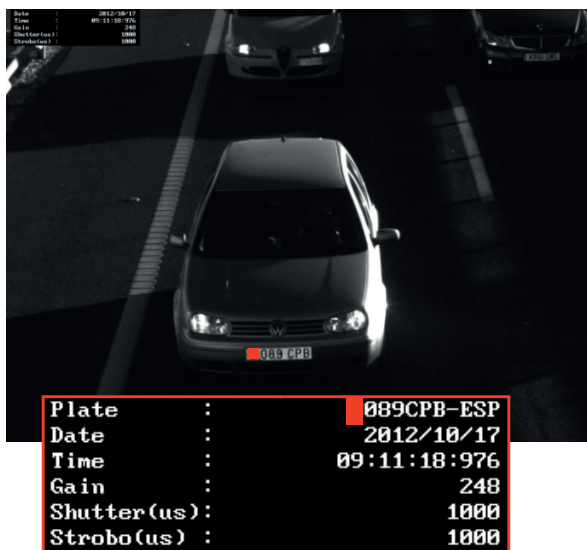 Date : 2012/10/17
Time : 09:11:18:976
Gain : 248
Shutter(us): 1000
Strobo(us) : 1000
089 CPB
Plate : 089CPB-ESP
Date : 2012/10/17
Time : 09:11:18:976
Gain : 248
Shutter(us): 1000
Strobo(us) : 1000